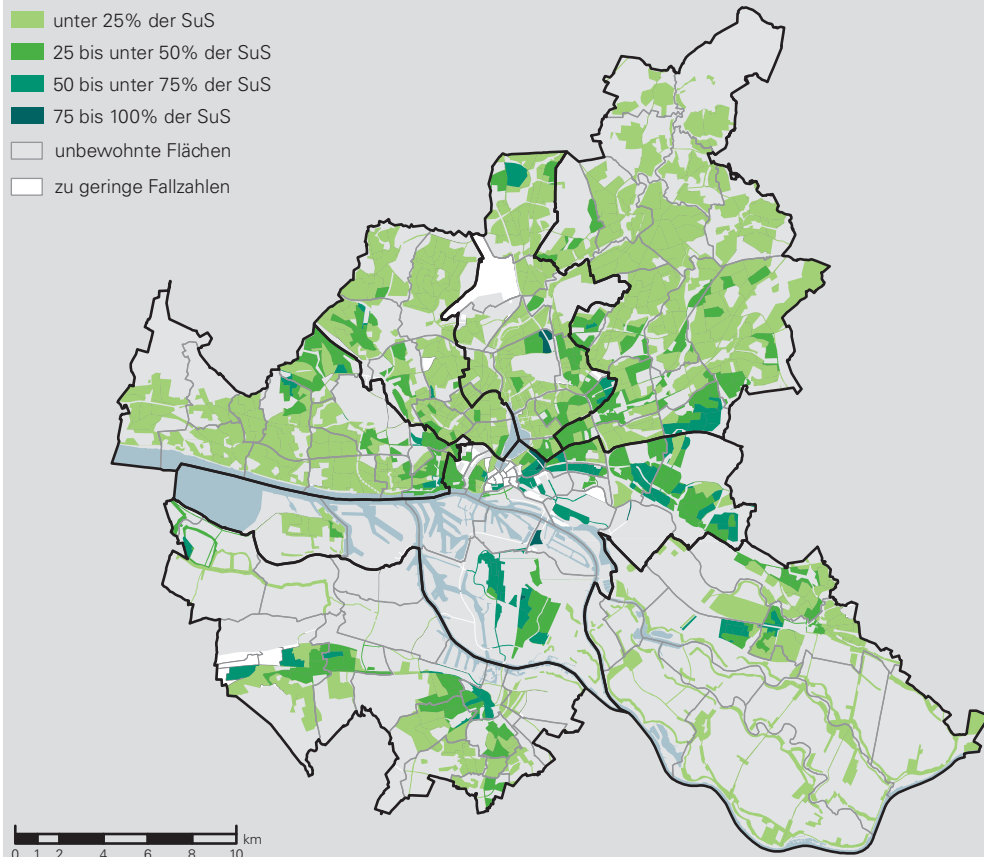 unter 25% der SuS
25 bis unter 50% der SuS
50 bis unter 75% der SuS
75 bis 100% der SuS
unbewohnte Flächen
zu geringe Fallzahlen
km
0 1 2 4 6 8 10